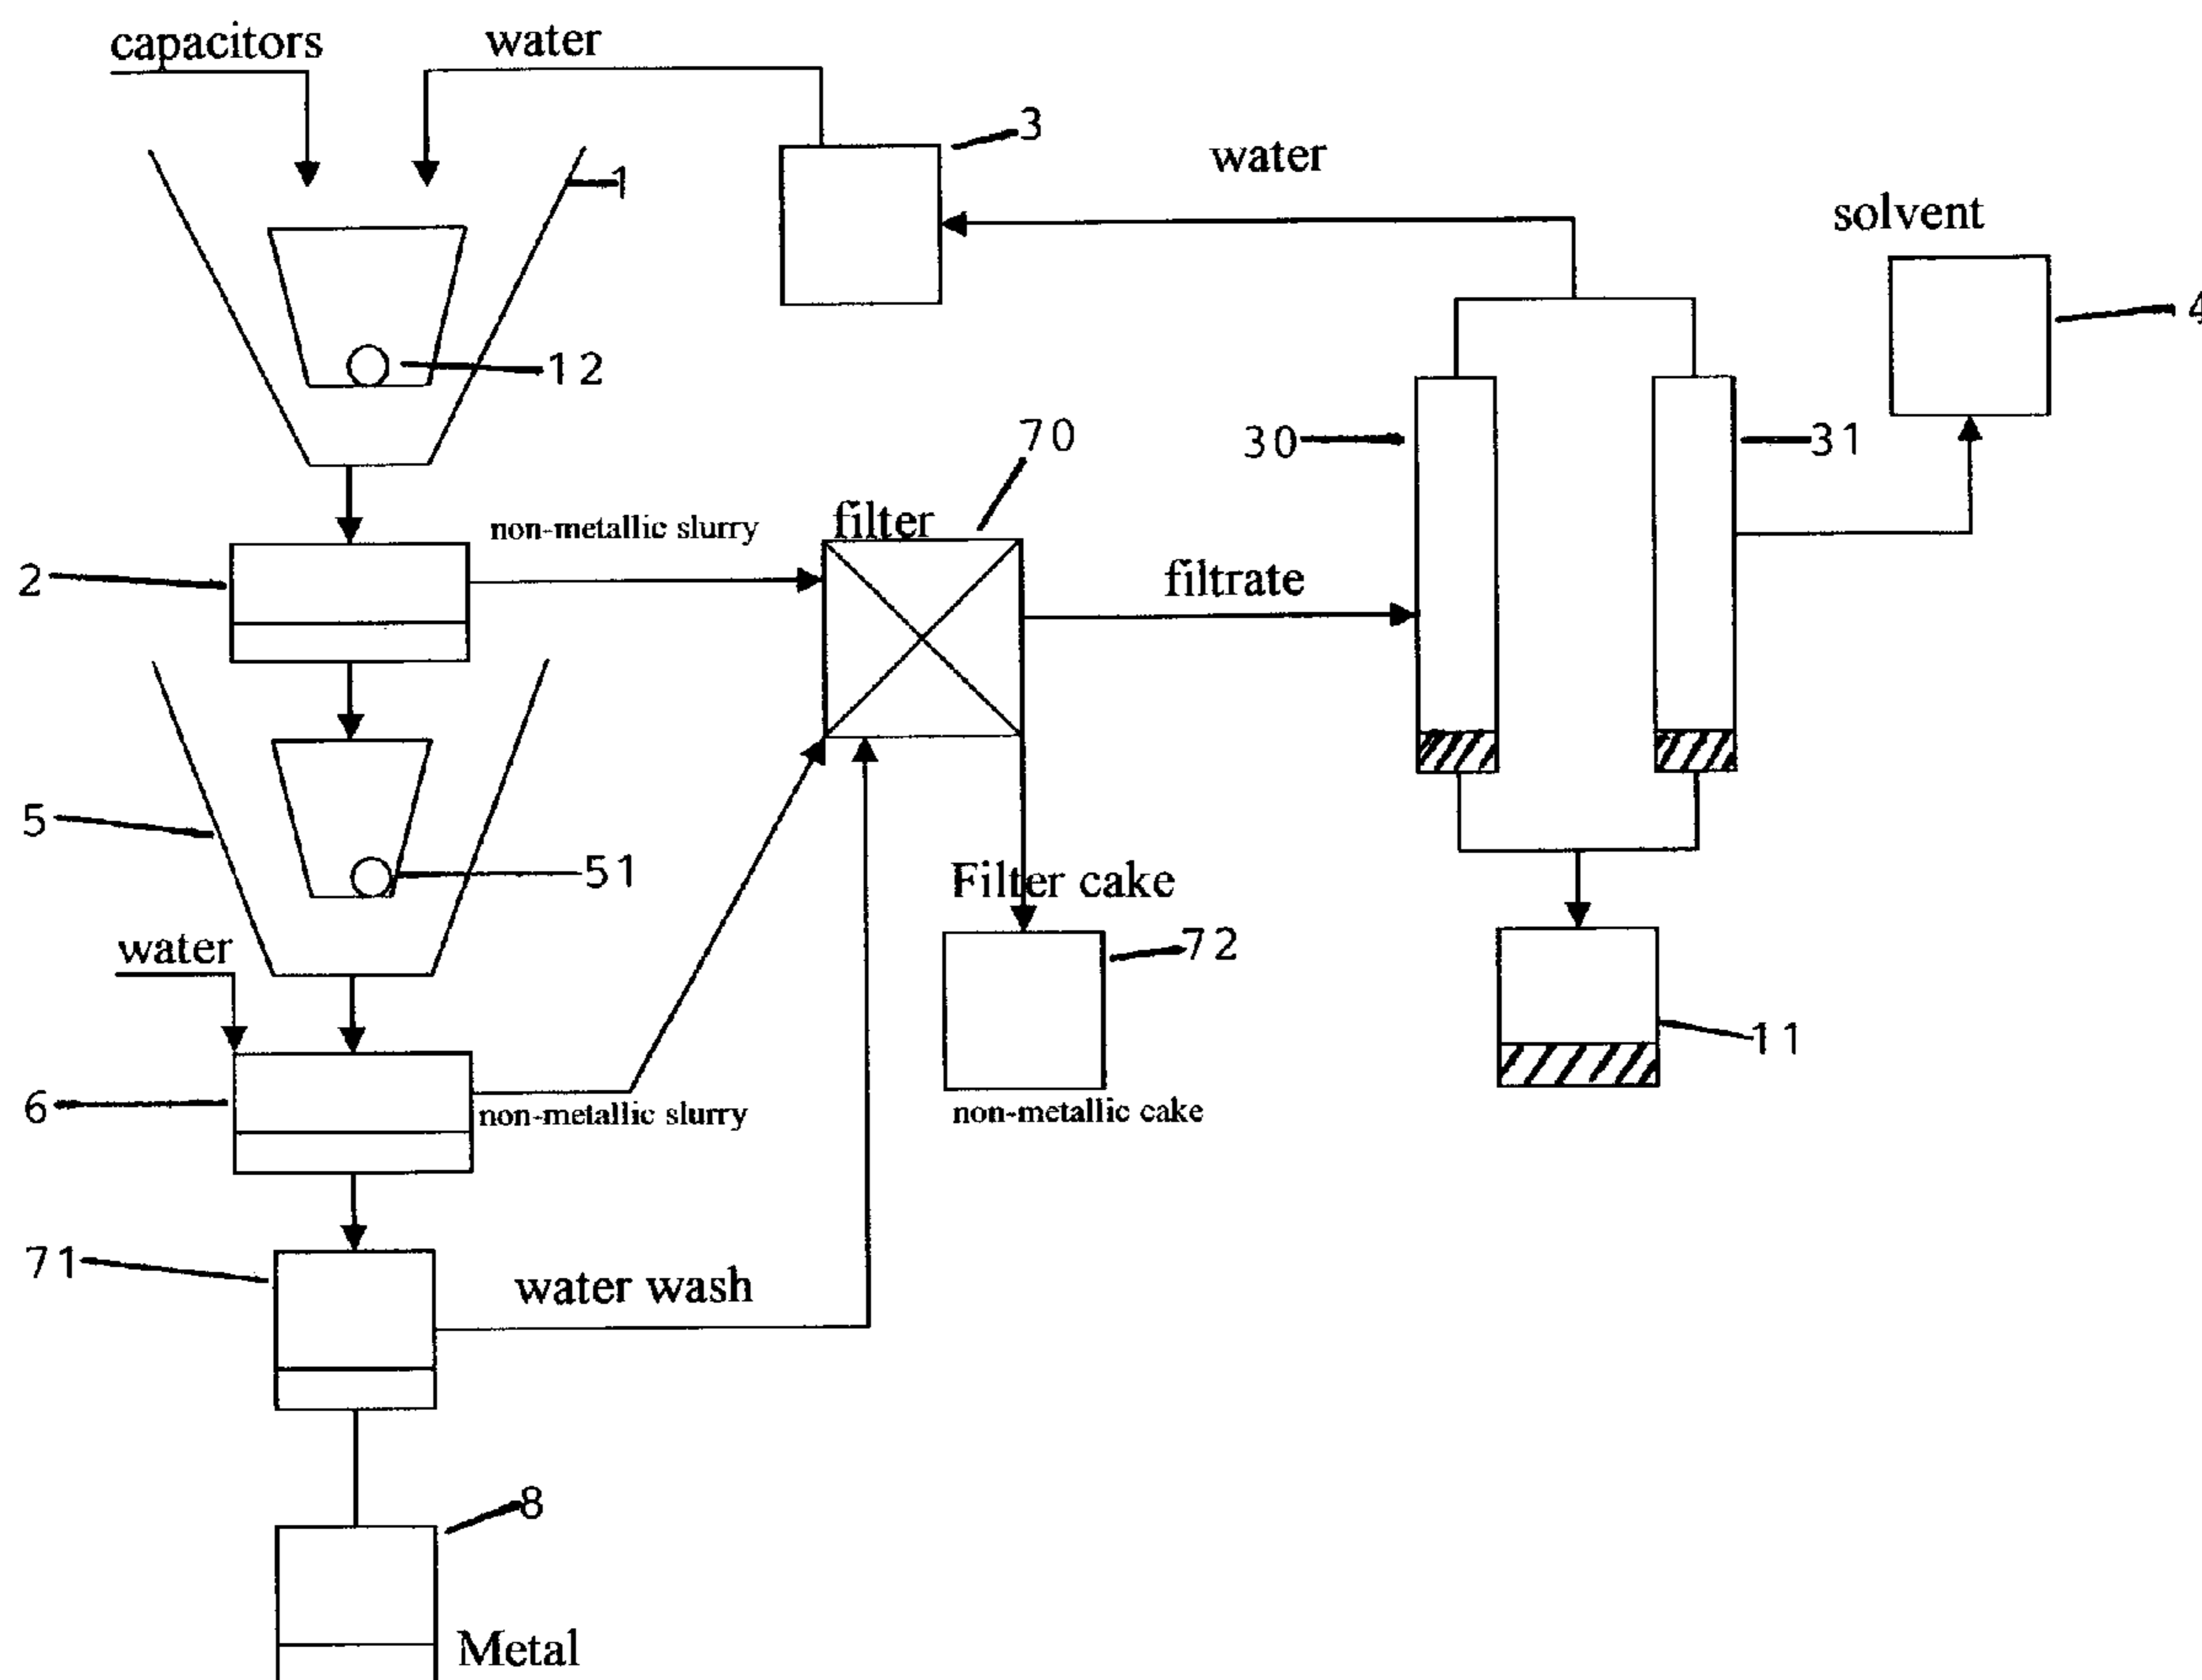 capacitors
water
3
water
1
solvent
4
12
70
30
31
filter
non-metallic slurry
2
filtrate
5
51
Filter cake
water
72
11
6
non-metallic slurry
non-metallic cake
71
water wash
8
Metal